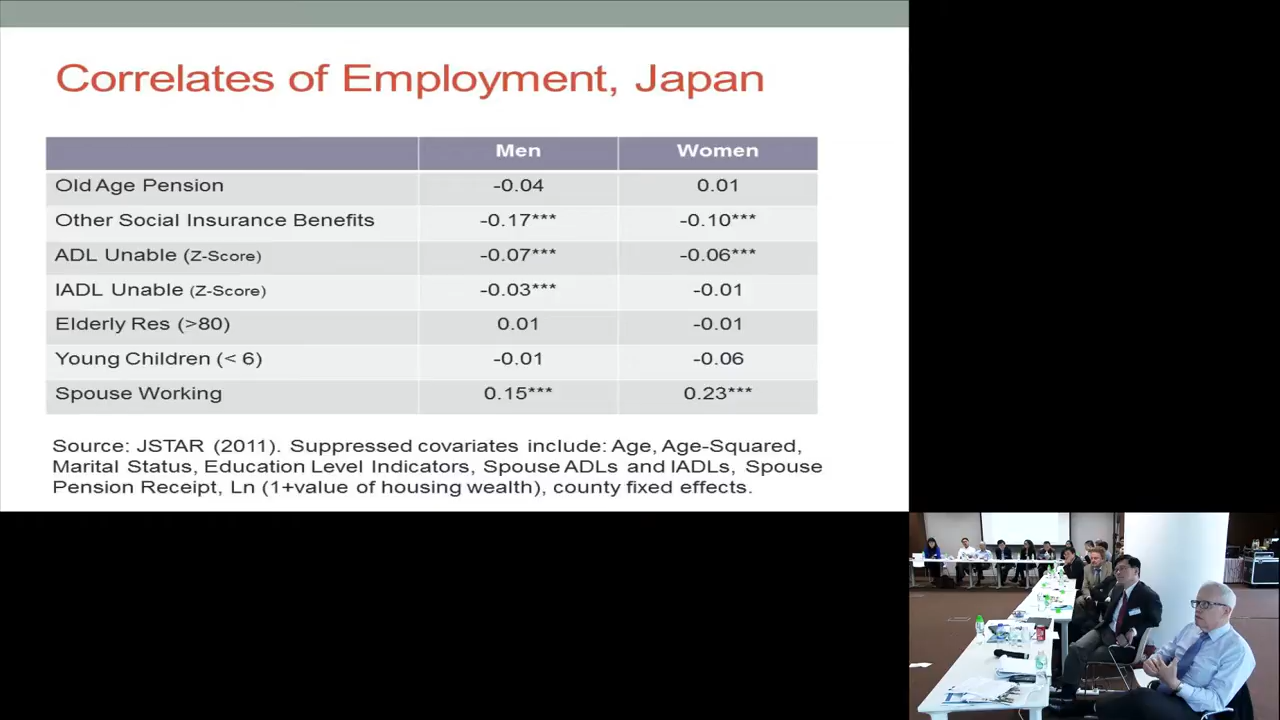 Correlates of Employment, Japan
Men Women
Old Age Pension -0.04 0.01
Other Social Insurance Benefits -0.17*** -0.10***
ADL Unable (Z-Score) -0.07*** -0.06***
IADL Unable (Z-Score) -0.03*** -0.01
Elderly Res (>80) 0.01 -0.01
Young Children (< 6) -0.01 -0.06
Spouse Working 0.15*** 0.23***
Source: JSTAR (2011). Suppressed covariates include: Age, Age-Squared,
Marital Status, Education Level Indicators, Spouse ADLs and IADLs, Spouse
Pension Receipt, Ln (1+value of housing wealth), county fixed effects.